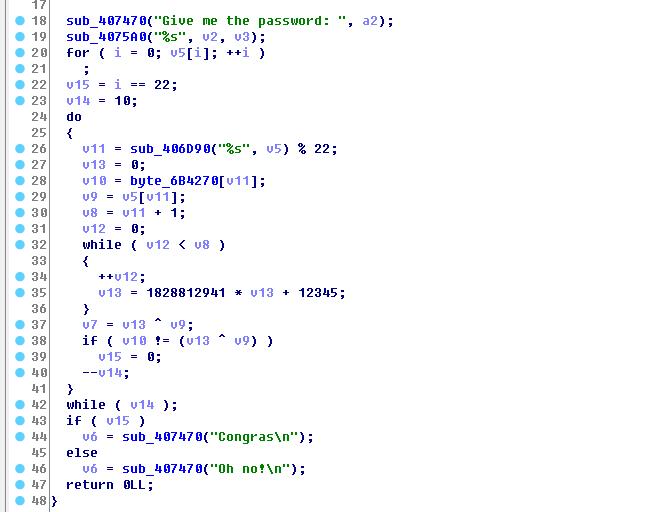 17
18 sub_407470("Give me the password: ", a2);
19 sub_4075A0("%s", v2, v3);
20 for ( i = 0; v5[i]; ++i )
21 ;
22 v15 = i == 22;
23 v14 = 10;
24 do
25 {
26 v11 = sub_406D90("%s", v5) % 22;
27 v13 = 0;
28 v10 = byte_6B4270[v11];
29 v9 = v5[v11];
30 v8 = v11 + 1;
31 v12 = 0;
32 while ( v12 < v8 )
33 {
34 ++v12;
35 v13 = 1828812941 * v13 + 12345;
36 }
37 v7 = v13 ^ v9;
38 if ( v10 != (v13 ^ v9) )
39 v15 = 0;
40 --v14;
41 }
42 while ( v14 );
43 if ( v15 )
44 v6 = sub_407470("Congras\n");
45 else
46 v6 = sub_407470("Oh no!\n");
47 return 0LL;
48 }